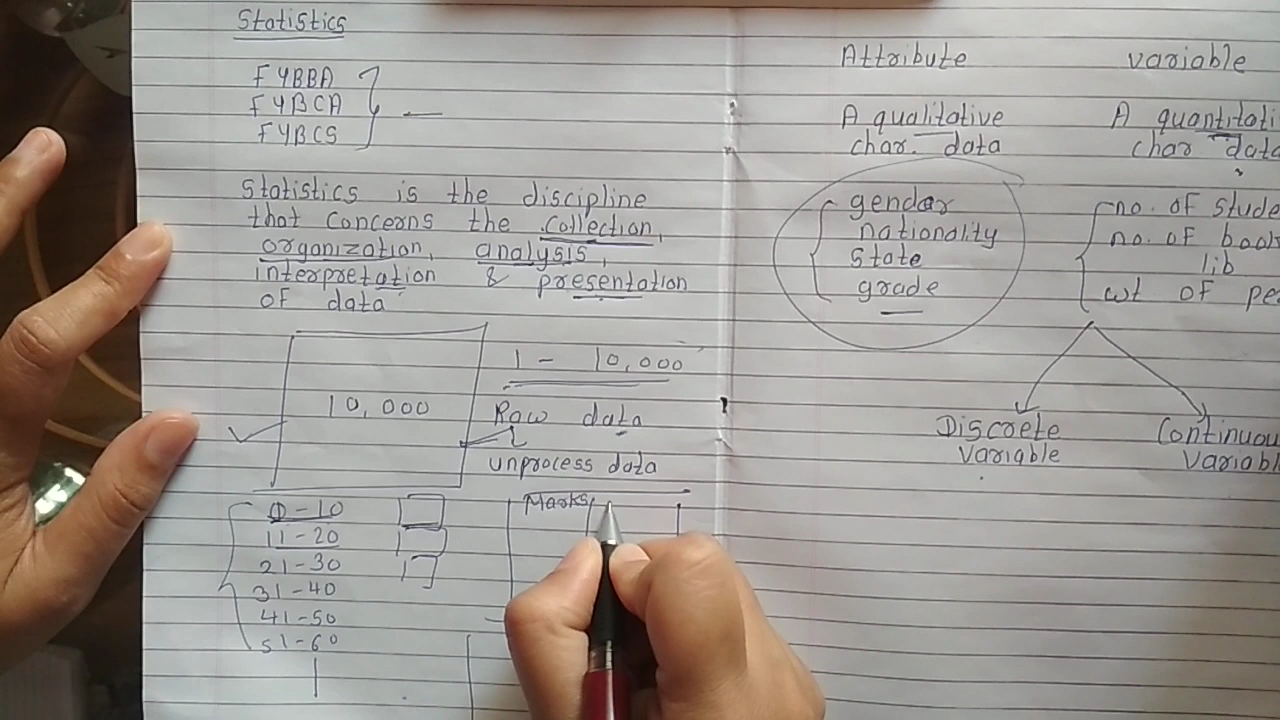 Statistics
FYBBA
FYBCA
FYBCS
Statistics is the discipline
that concerns the collection,
organization, analysis,
interpretation & presentation
of data
10,000
1 - 10,000
Raw data
unprocess data
0-10
11-20
21-30
31-40
41-50
51-60
Marks
Attribute
A qualitative
char. data
gendar
nationality
State
grade
variable
A quantitati
char data
no. of stude
no. of book
lib
wt of pe
Discrete
Variable
Continuou
Variabl